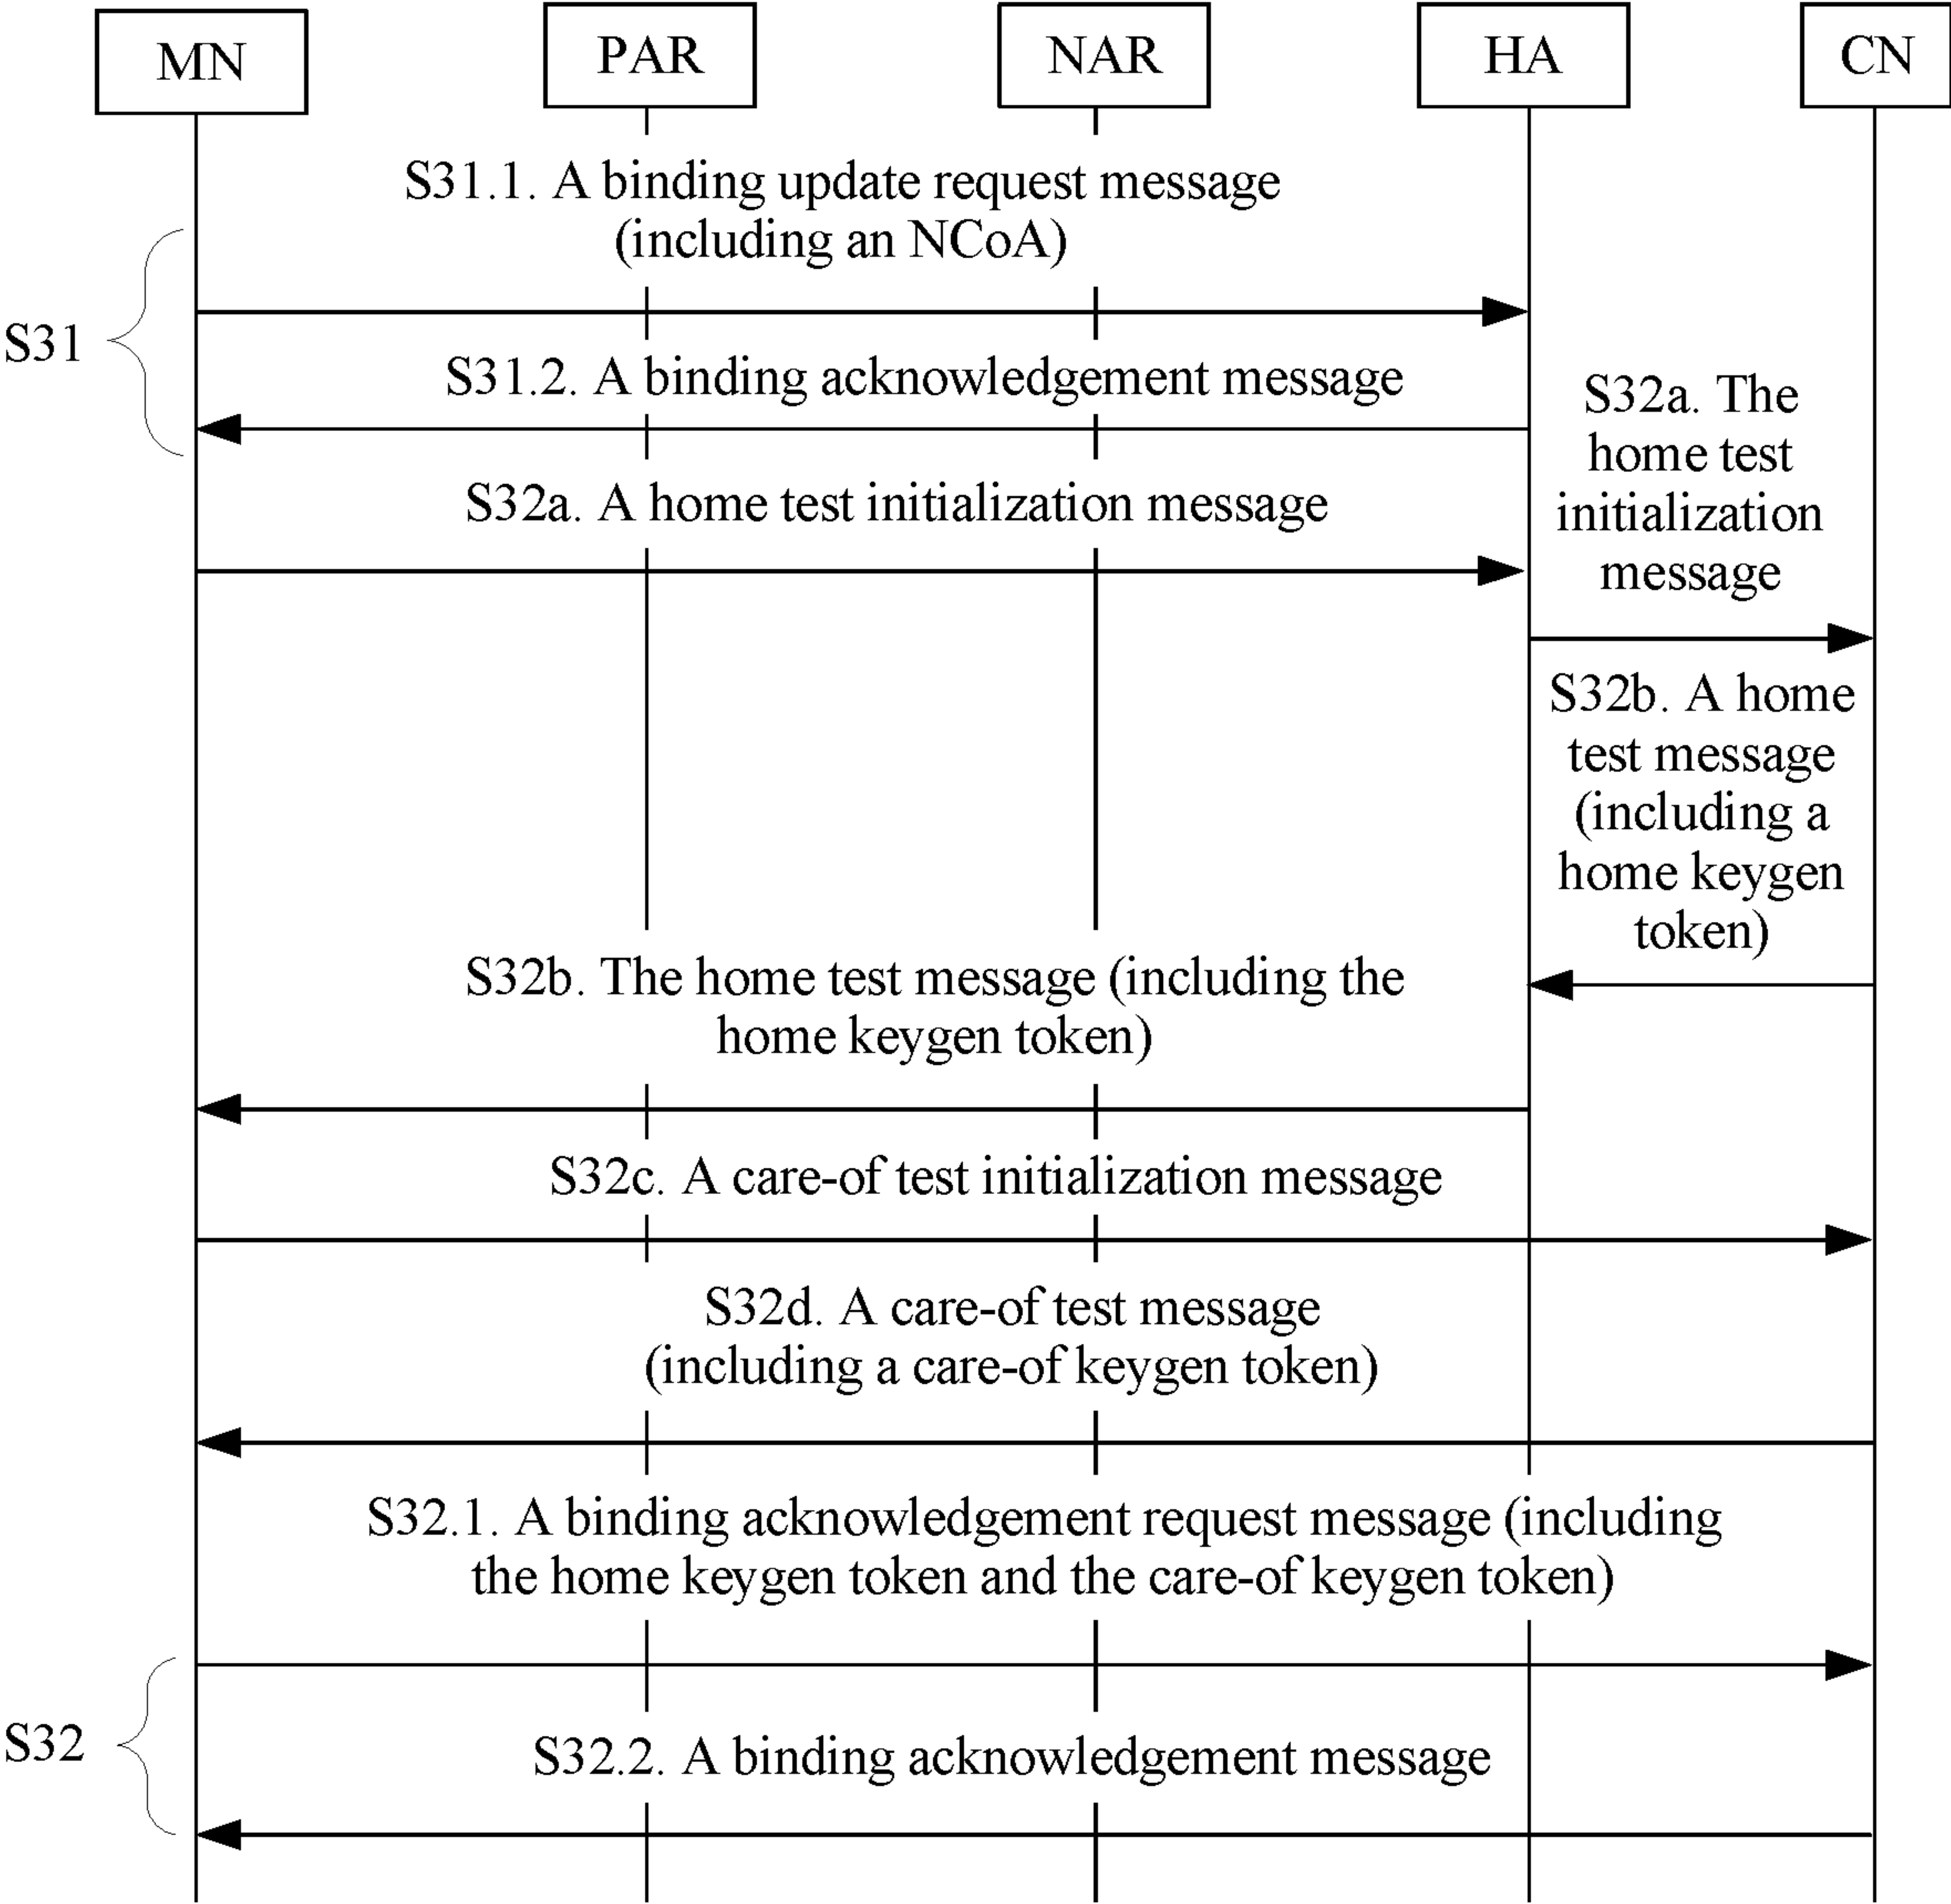 MN
PAR
NAR
HA
CN
S31.1. A binding update request message
(including an NCoA)
S31
S31.2. A binding acknowledgement message
S32a. The
home test
initialization
message
S32a. A home test initialization message
S32b. A home
test message
(including a
home keygen
token)
S32b. The home test message (including the
home keygen token)
S32c. A care-of test initialization message
S32d. A care-of test message
(including a care-of keygen token)
S32.1. A binding acknowledgement request message (including
the home keygen token and the care-of keygen token)
S32
S32.2. A binding acknowledgement message